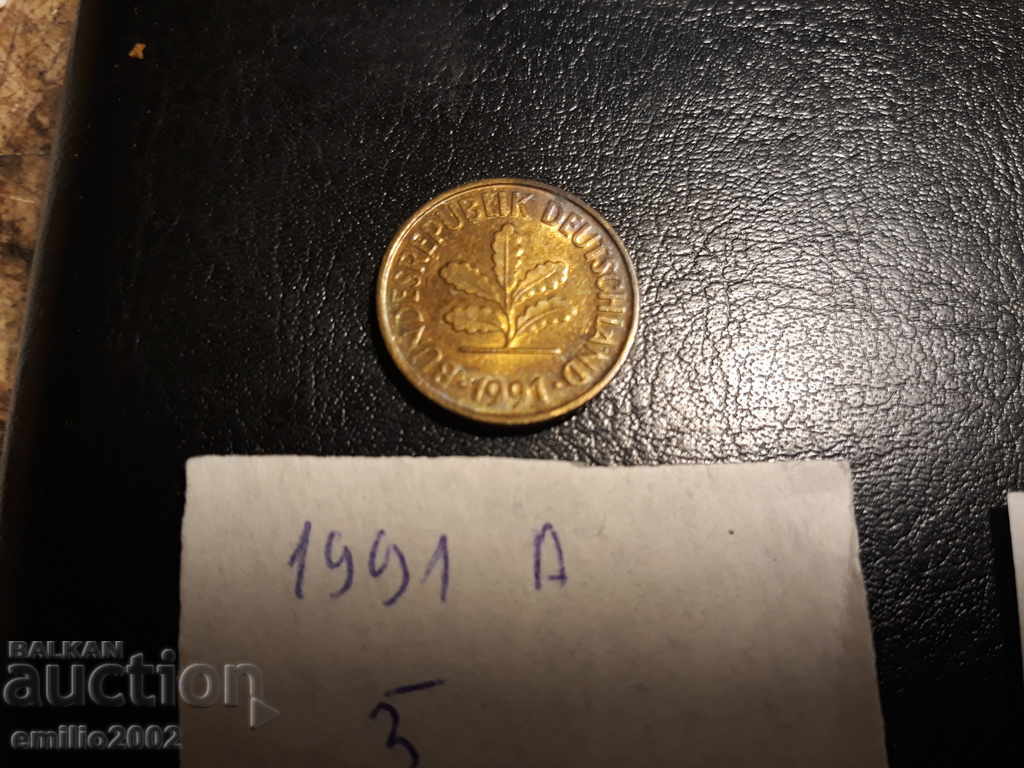 BUNDESREPUBLIK DEUTSCHLAND
· 1991 ·
1991 A
5
BALKAN
auction
emilio2002